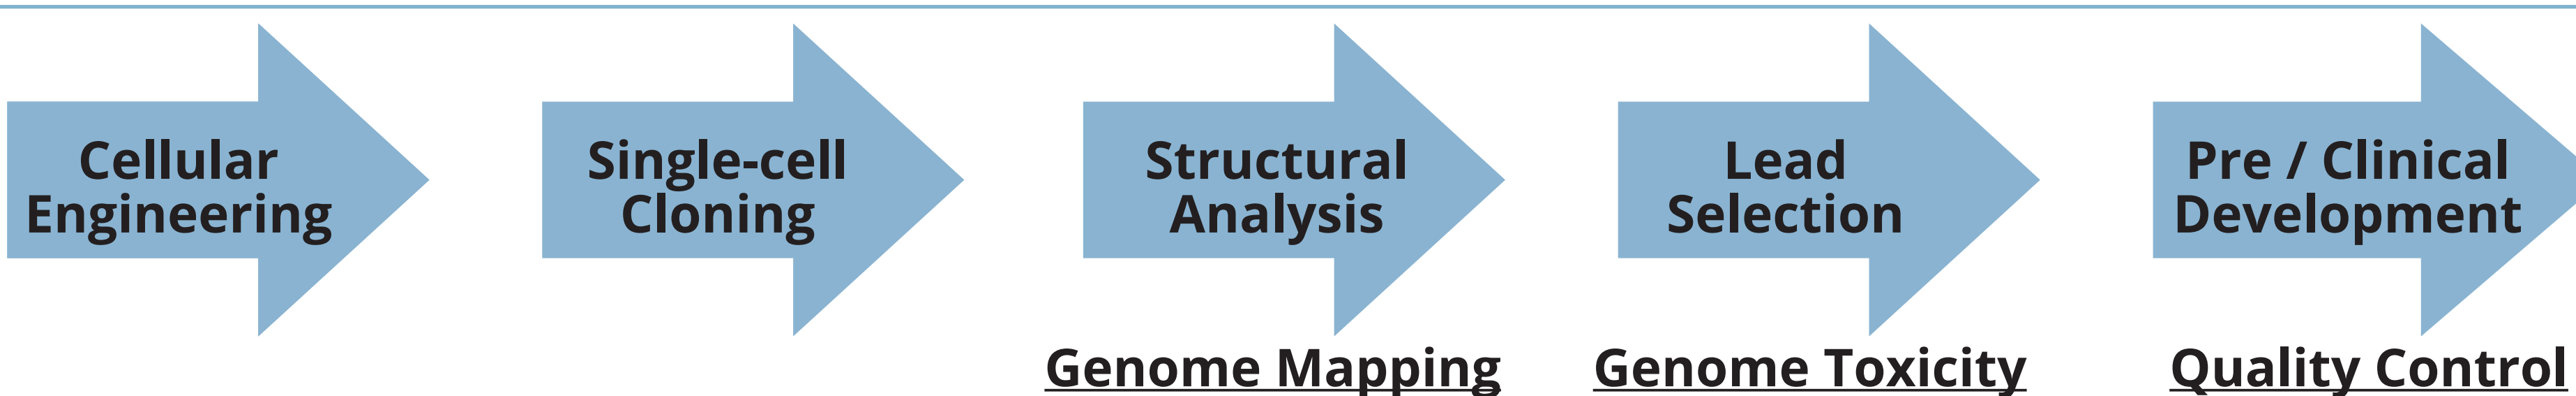 Cellular
Engineering
Single-cell
Cloning
Structural
Analysis
Lead
Selection
Pre / Clinical
Development
Genome Mapping
Genome Toxicity
Quality Control